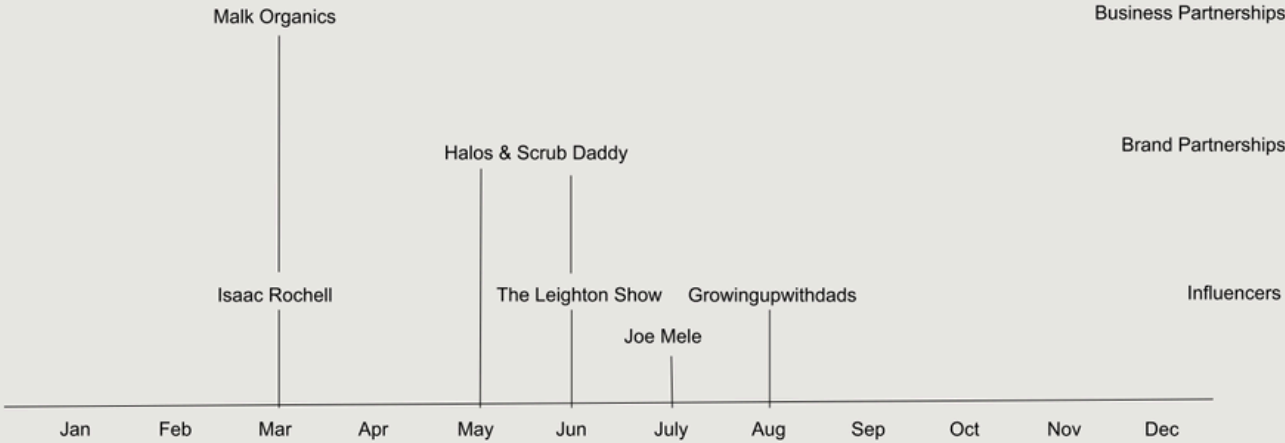 Malk Organics
Business Partnerships
Halos & Scrub Daddy
Brand Partnerships
Isaac Rochell
The Leighton Show
Growingupwithdads
Influencers
Joe Mele
Jan Feb Mar Apr May Jun July Aug Sep Oct Nov Dec